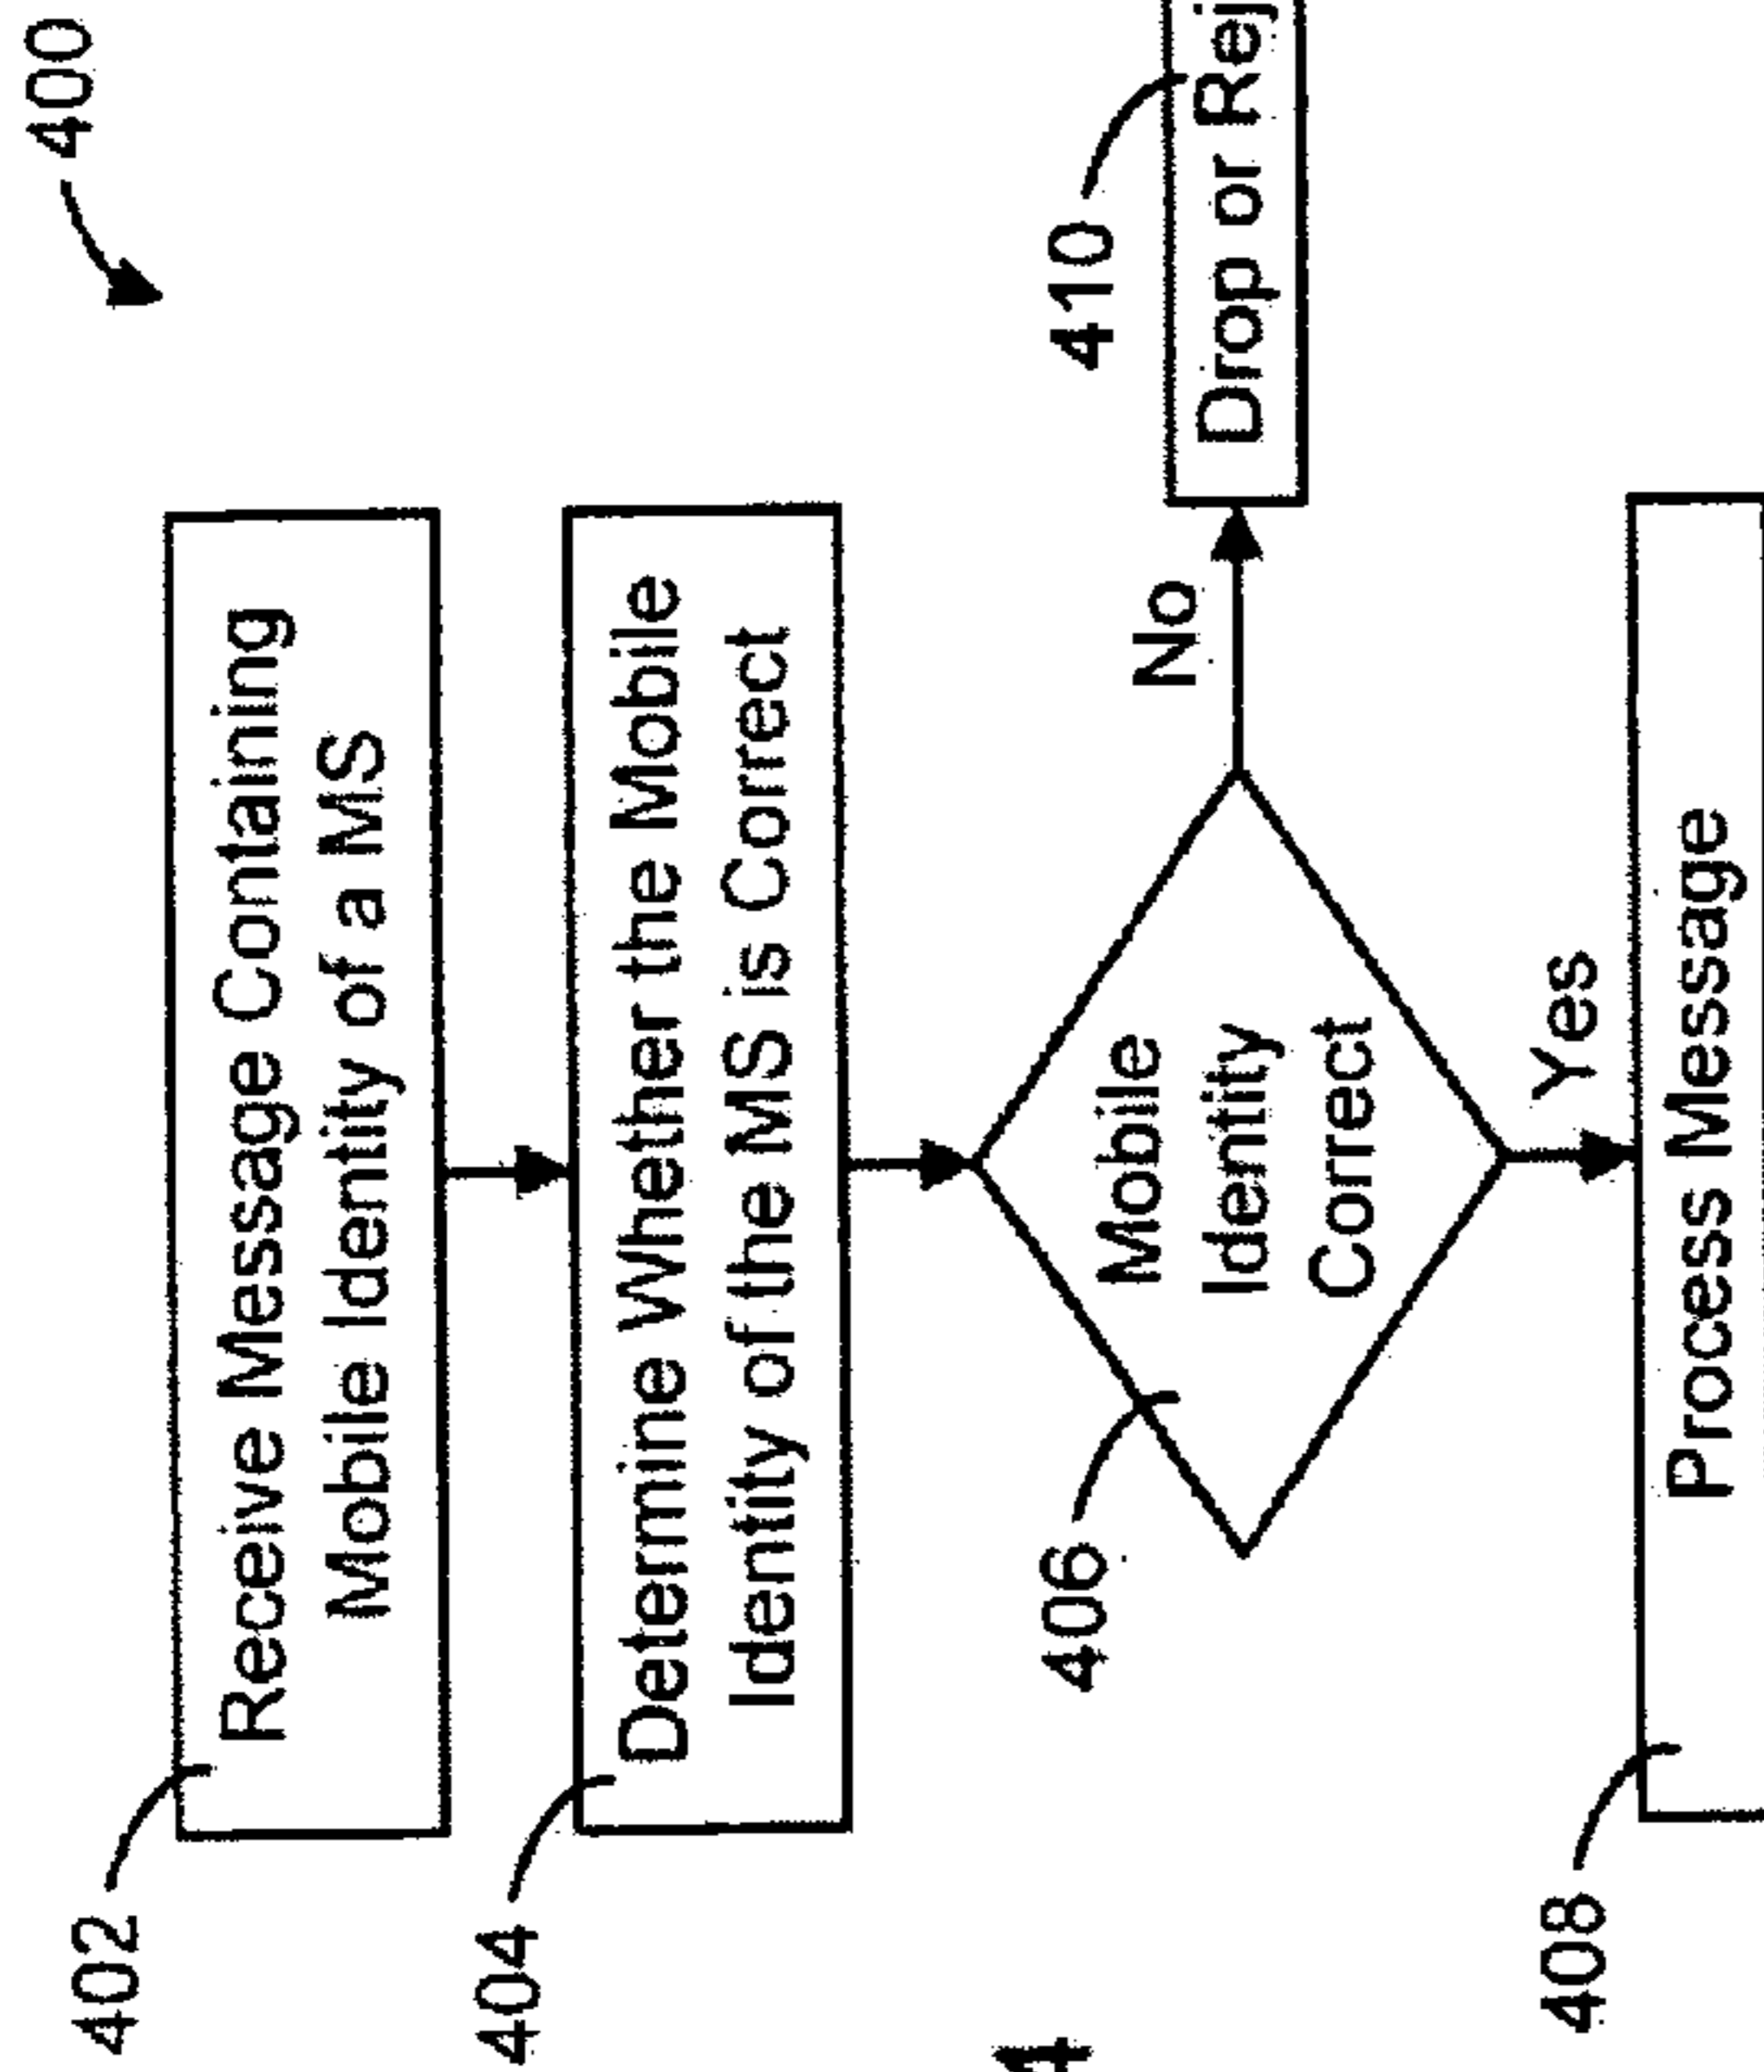 400
402
Receive Message Containing
Mobile Identity of a MS
404
Determine Whether the Mobile
Identity of the MS is Correct
406
Mobile
Identity
Correct
No
410
Drop or
Yes
408
Process Message